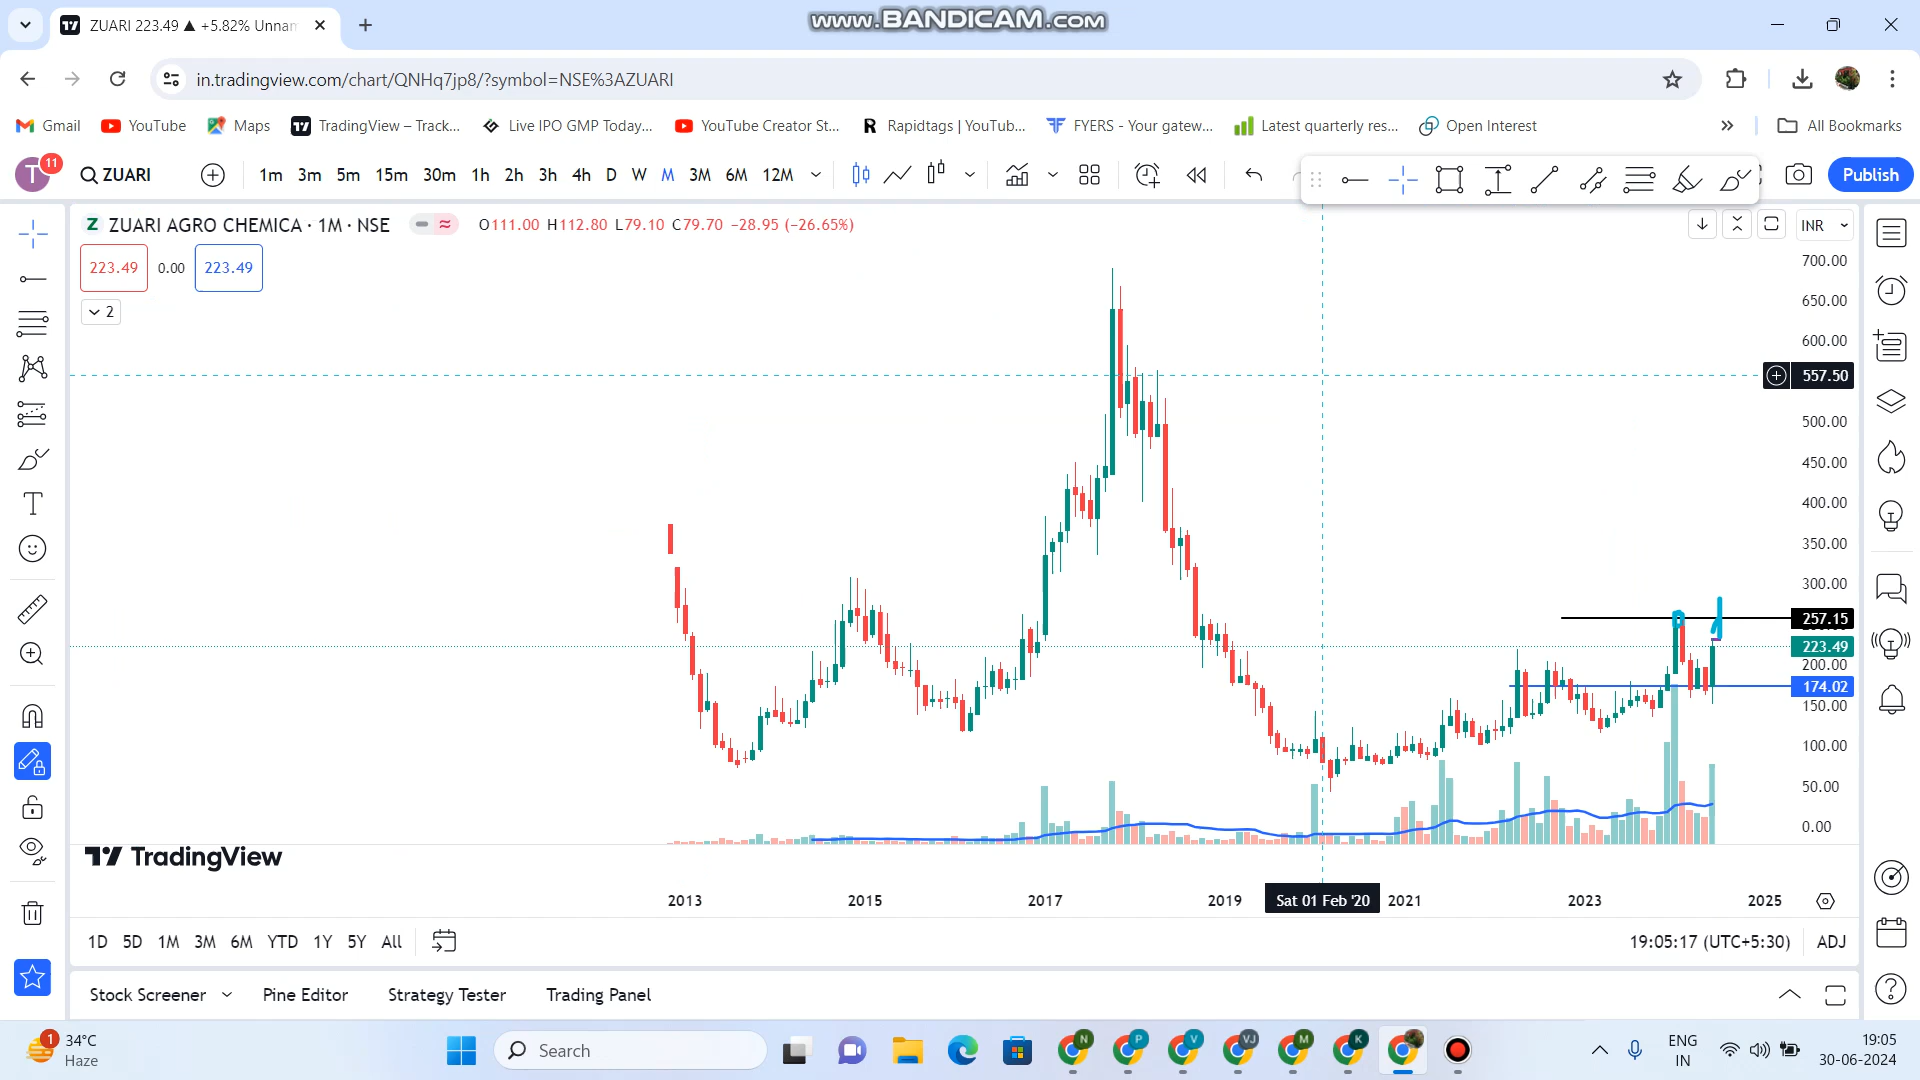 ZUARI 223.49 ▲ +5.82% Unnam
www.BANDICAM.com
in.tradingview.com/chart/QNHq7jp8/?symbol=NSE%3AZUARI
Gmail YouTube Maps TradingView – Track... Live IPO GMP Today... YouTube Creator St... Rapidtags | YouTub... FYERS - Your gatew... Latest quarterly res... Open Interest » All Bookmarks
T 11 ZUARI 1m 3m 5m 15m 30m 1h 2h 3h 4h D W M 3M 6M 12M Publish
Z ZUARI AGRO CHEMICA · 1M · NSE O111.00 H112.80 L79.10 C79.70 −28.95 (−26.65%) INR
223.49 0.00 223.49
2
700.00
650.00
600.00
557.50
500.00
450.00
400.00
350.00
300.00
257.15
223.49
200.00
174.02
150.00
100.00
50.00
0.00
TradingView
2013 2015 2017 2019 Sat 01 Feb '20 2021 2023 2025
1D 5D 1M 3M 6M YTD 1Y 5Y All 19:05:17 (UTC+5:30) ADJ
Stock Screener Pine Editor Strategy Tester Trading Panel
1 34°C
Haze
Search
N P V VJ M K
ENG
IN
19:05
30-06-2024